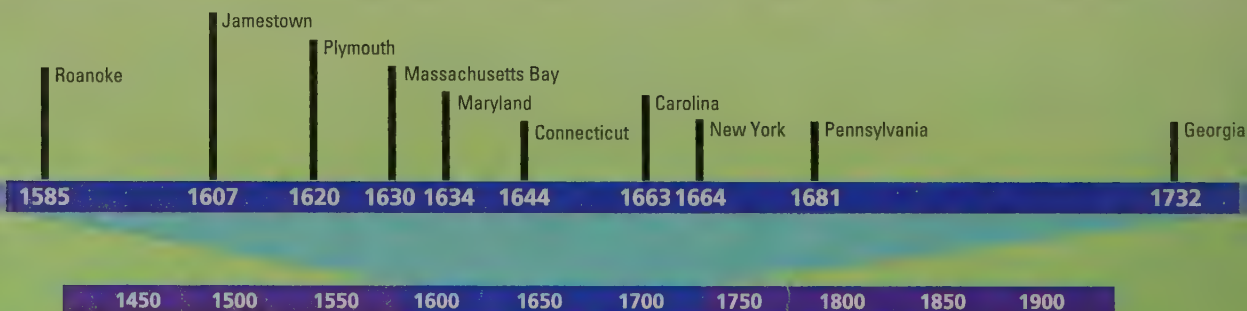 Jamestown
Plymouth
Roanoke
Massachusetts Bay
Maryland
Carolina
Connecticut
New York
Pennsylvania
Georgia
1585 1607 1620 1630 1634 1644 1663 1664 1681 1732
1450 1500 1550 1600 1650 1700 1750 1800 1850 1900